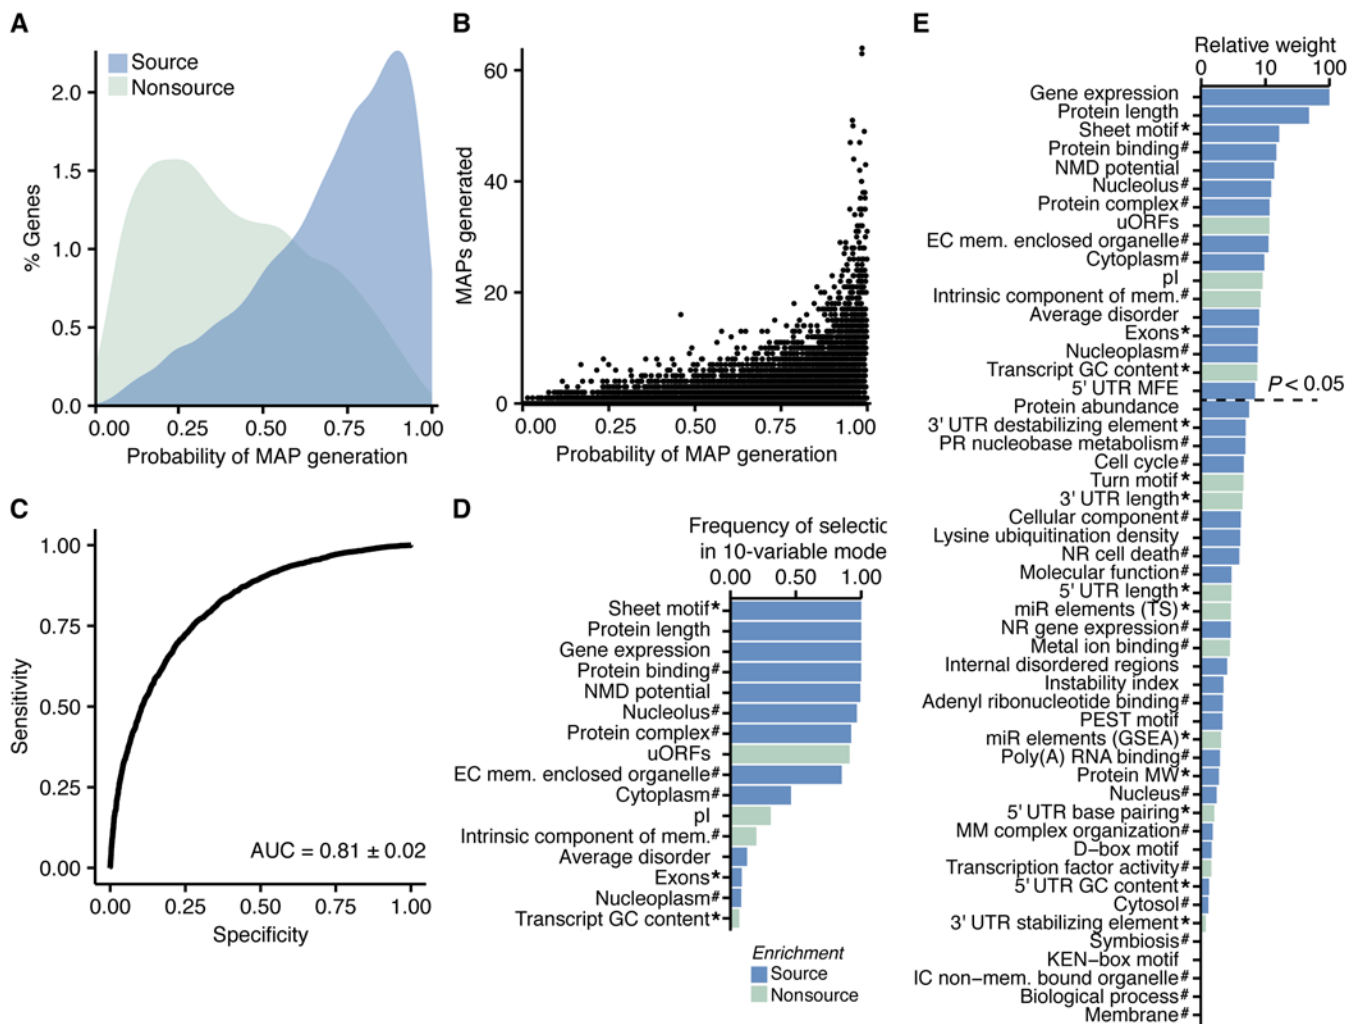 A
Source
Nonsource
2.0
1.5
1.0
0.5
0.0
% Genes
0.00 0.25 0.50 0.75 1.00
Probability of MAP generation
B
60
40
20
0
MAPs generated
0.00 0.25 0.50 0.75 1.00
Probability of MAP generation
C
1.00
0.75
0.50
0.25
0.00
Sensitivity
AUC = 0.81 ± 0.02
0.00 0.25 0.50 0.75 1.00
Specificity
D
Frequency of selectic
in 10-variable mode
0.00 0.50 1.00
Sheet motif*
Protein length
Gene expression
Protein binding#
NMD potential
Nucleolus#
Protein complex#
uORFs
EC mem. enclosed organelle#
Cytoplasm#
pI
Intrinsic component of mem.#
Average disorder
Exons*
Nucleoplasm#
Transcript GC content*
Enrichment
Source
Nonsource
E
Relative weight
0 10 100
Gene expression
Protein length
Sheet motif*
Protein binding#
NMD potential
Nucleolus#
Protein complex#
uORFs
EC mem. enclosed organelle#
Cytoplasm#
pI
Intrinsic component of mem.#
Average disorder
Exons*
Nucleoplasm#
Transcript GC content*
5' UTR MFE
P < 0.05
Protein abundance
3' UTR destabilizing element*
PR nucleobase metabolism#
Cell cycle#
Turn motif*
3' UTR length*
Cellular component#
Lysine ubiquitination density
NR cell death#
Molecular function#
5' UTR length*
miR elements (TS)*
NR gene expression#
Metal ion binding#
Internal disordered regions
Instability index
Adenyl ribonucleotide binding#
PEST motif
miR elements (GSEA)*
Poly(A) RNA binding#
Protein MW*
Nucleus#
5' UTR base pairing*
MM complex organization#
D−box motif
Transcription factor activity#
5' UTR GC content*
Cytosol#
3' UTR stabilizing element*
Symbiosis#
KEN−box motif
IC non−mem. bound organelle#
Biological process#
Membrane#